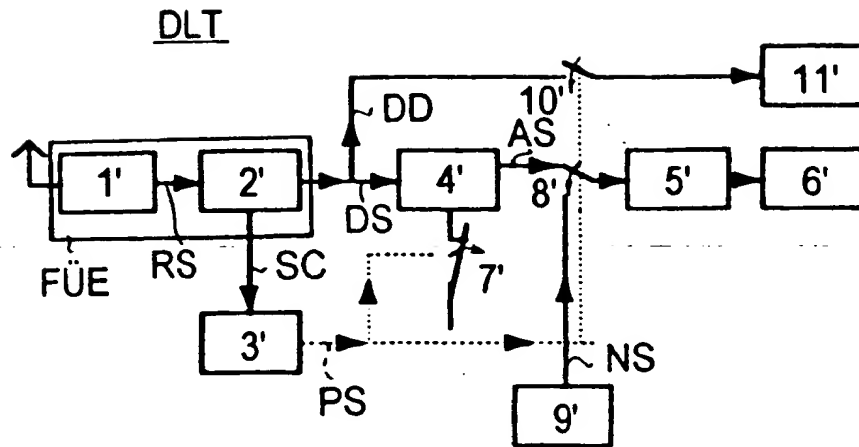 DLT
11'
10'
DD
AS
1'
2'
4'
8'
5'
6'
DS
FÜE
RS
SC
7'
3'
PS
NS
9'